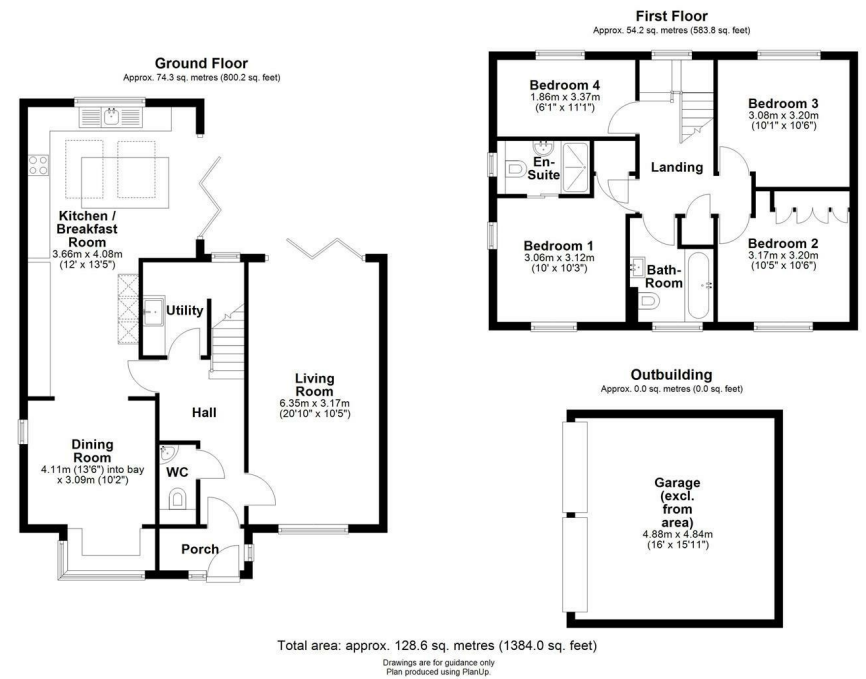 Ground Floor
Approx. 74.3 sq. metres (800.2 sq. feet)
Kitchen /
Breakfast
Room
3.66m x 4.08m
(12' x 13'5")
Utility
Living
Room
6.35m x 3.17m
(20'10" x 10'5")
Hall
Dining
Room
4.11m (13'6") into bay
x 3.09m (10'2")
WC
Porch
First Floor
Approx. 54.2 sq. metres (583.8 sq. feet)
Bedroom 4
1.86m x 3.37m
(6'1" x 11'1")
Bedroom 3
3.08m x 3.20m
(10'1" x 10'6")
En-
Suite
Landing
Bedroom 1
3.06m x 3.12m
(10' x 10'3")
Bath-
Room
Bedroom 2
3.17m x 3.20m
(10'5" x 10'6")
Outbuilding
Approx. 0.0 sq. metres (0.0 sq. feet)
Garage
(excl.
from
area)
4.88m x 4.84m
(16' x 15'11")
Total area: approx. 128.6 sq. metres (1384.0 sq. feet)
Drawings are for guidance only
Plan produced using PlanUp.